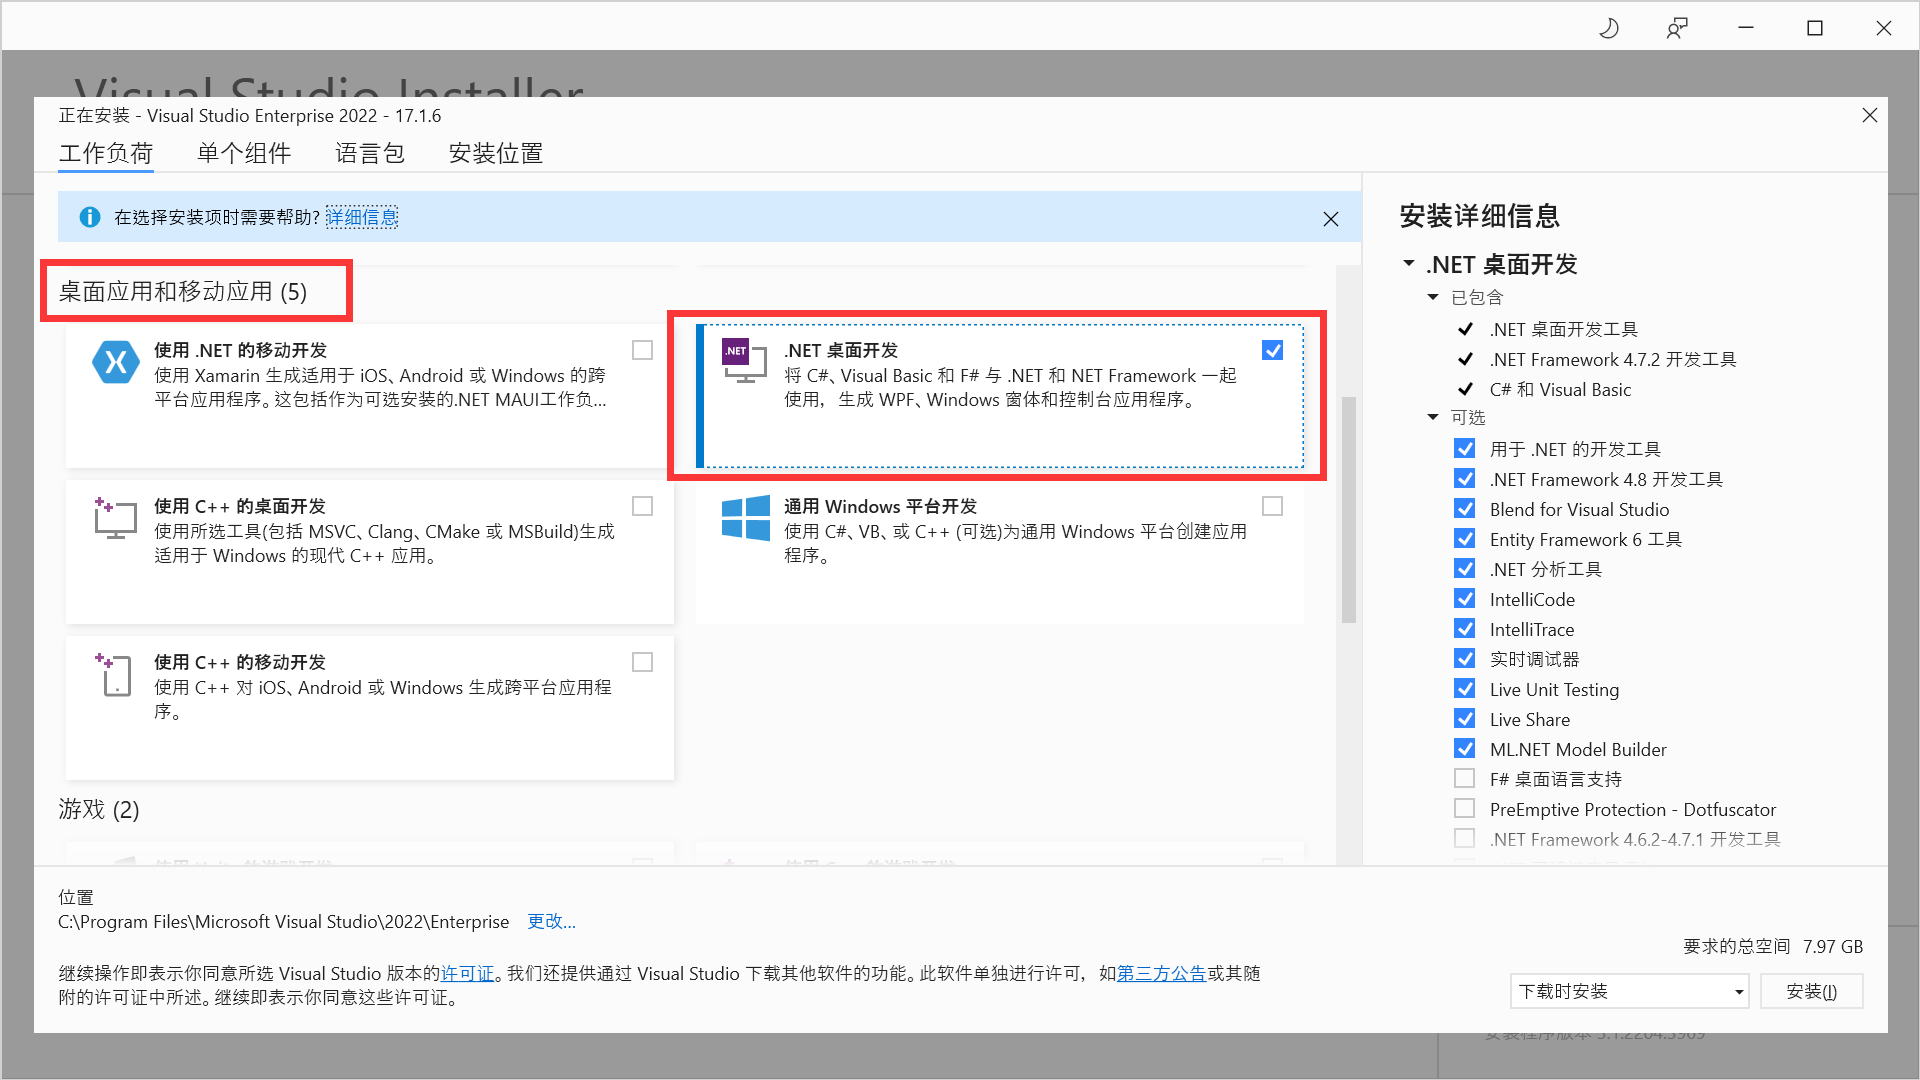 Visual Studio Installer
正在安装 - Visual Studio Enterprise 2022 - 17.1.6
工作负荷 单个组件 语言包 安装位置
在选择安装项时需要帮助? 详细信息
桌面应用和移动应用 (5)
使用 .NET 的移动开发
使用 Xamarin 生成适用于 iOS、Android 或 Windows 的跨
平台应用程序。这包括作为可选安装的.NET MAUI工作负...
.NET
.NET 桌面开发
将 C#、Visual Basic 和 F# 与 .NET 和 NET Framework 一起
使用，生成 WPF、Windows 窗体和控制台应用程序。
使用 C++ 的桌面开发
使用所选工具(包括 MSVC、Clang、CMake 或 MSBuild)生成
适用于 Windows 的现代 C++ 应用。
通用 Windows 平台开发
使用 C#、VB、或 C++ (可选)为通用 Windows 平台创建应用
程序。
使用 C++ 的移动开发
使用 C++ 对 iOS、Android 或 Windows 生成跨平台应用程
序。
游戏 (2)
安装详细信息
.NET 桌面开发
已包含
.NET 桌面开发工具
.NET Framework 4.7.2 开发工具
C# 和 Visual Basic
可选
用于 .NET 的开发工具
.NET Framework 4.8 开发工具
Blend for Visual Studio
Entity Framework 6 工具
.NET 分析工具
IntelliCode
IntelliTrace
实时调试器
Live Unit Testing
Live Share
ML.NET Model Builder
F# 桌面语言支持
PreEmptive Protection - Dotfuscator
.NET Framework 4.6.2-4.7.1 开发工具
位置
C:\Program Files\Microsoft Visual Studio\2022\Enterprise 更改...
继续操作即表示你同意所选 Visual Studio 版本的许可证。我们还提供通过 Visual Studio 下载其他软件的功能。此软件单独进行许可，如第三方公告或其随
附的许可证中所述。继续即表示你同意这些许可证。
要求的总空间 7.97 GB
下载时安装
安装(I)